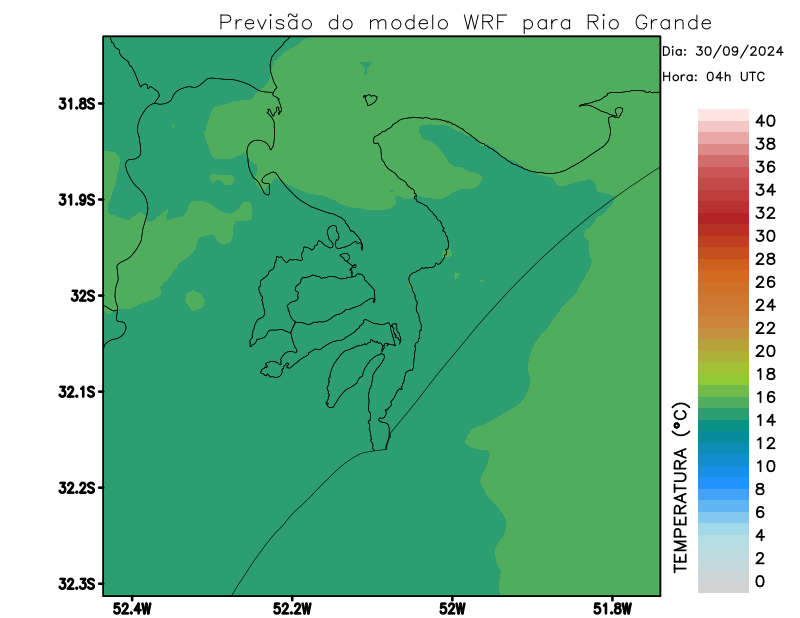 Previsão do modelo WRF para Rio Grande
Dia: 30/09/2024
Hora: 04h UTC
31.8S
31.9S
32S
32.1S
32.2S
32.3S
52.4W
52.2W
52W
51.8W
TEMPERATURA (°C)
40
38
36
34
32
30
28
26
24
22
20
18
16
14
12
10
8
6
4
2
0